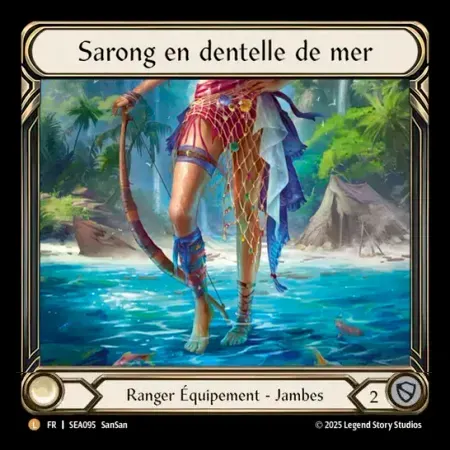 Sarong en dentelle de mer
Ranger Équipement - Jambes
2
L FR | SEA095 SanSan
© 2025 Legend Story Studios